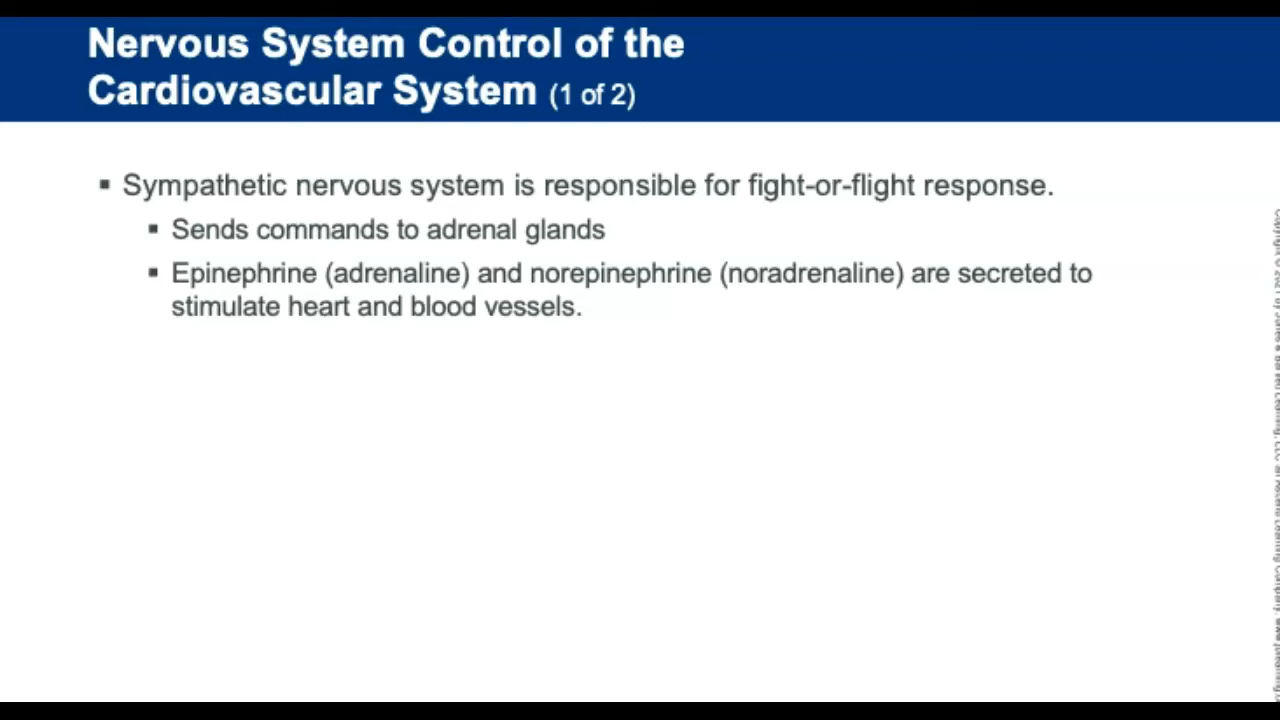 Nervous System Control of the
Cardiovascular System (1 of 2)
▪ Sympathetic nervous system is responsible for fight-or-flight response.
▪ Sends commands to adrenal glands
▪ Epinephrine (adrenaline) and norepinephrine (noradrenaline) are secreted to
stimulate heart and blood vessels.